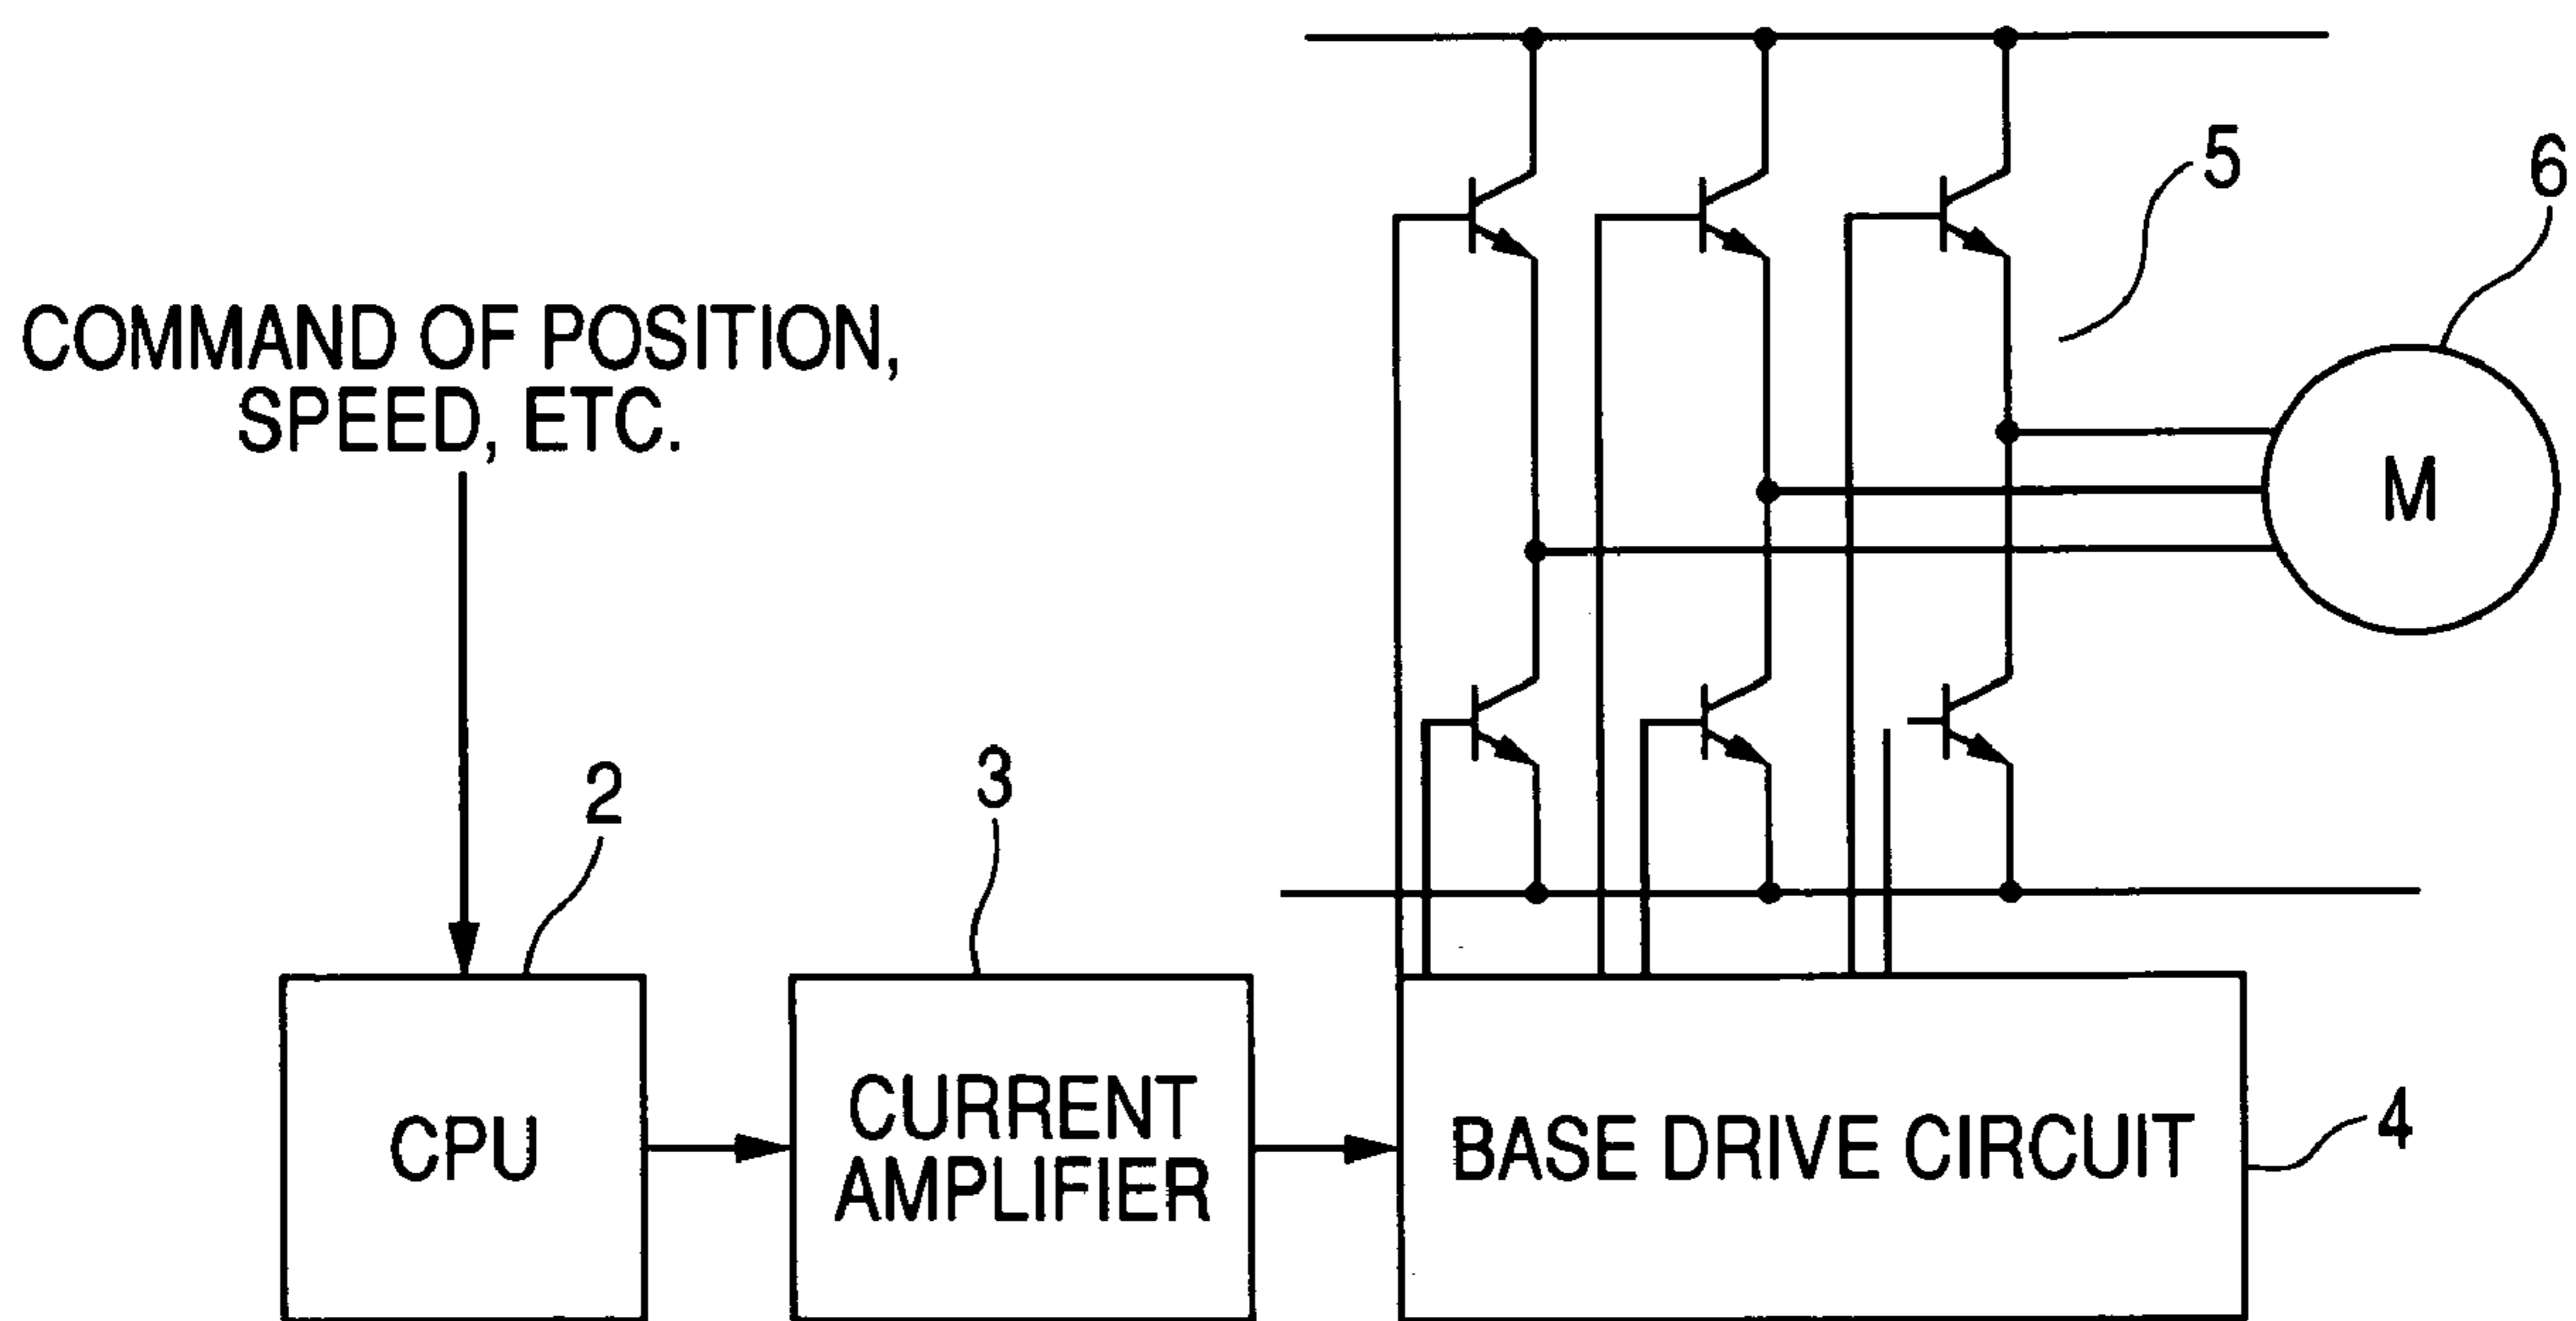 5
6
COMMAND OF POSITION,
SPEED, ETC.
M
2
3
CPU
CURRENT
AMPLIFIER
BASE DRIVE CIRCUIT
4